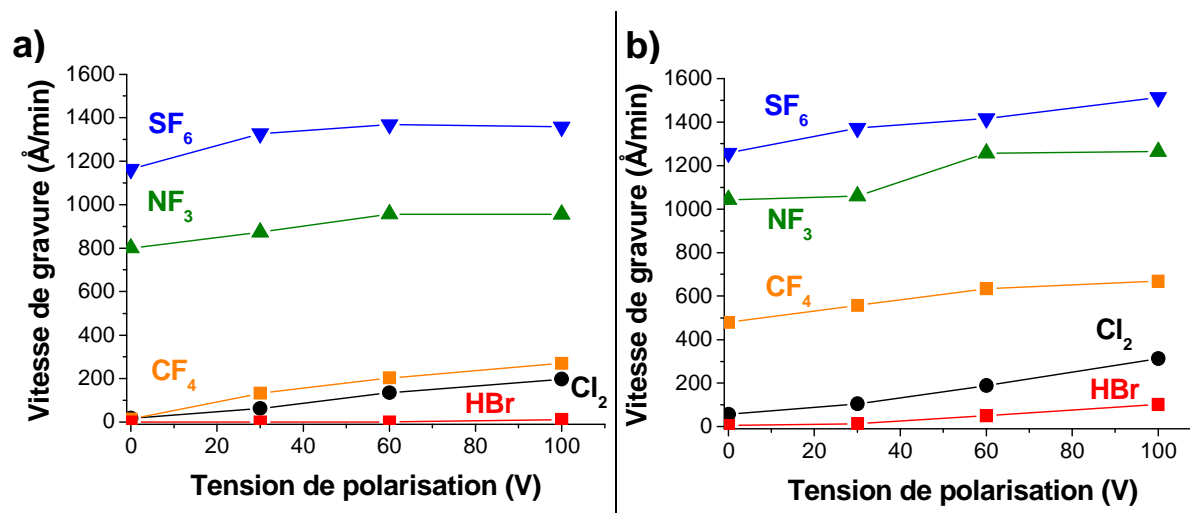 a)
Vitesse de gravure (Å/min)
1600
1400
1200
1000
800
600
400
200
0
SF6
NF3
CF4
Cl2
HBr
0 20 40 60 80 100
Tension de polarisation (V)
b)
Vitesse de gravure (Å/min)
1600
1400
1200
1000
800
600
400
200
0
SF6
NF3
CF4
Cl2
HBr
0 20 40 60 80 100
Tension de polarisation (V)